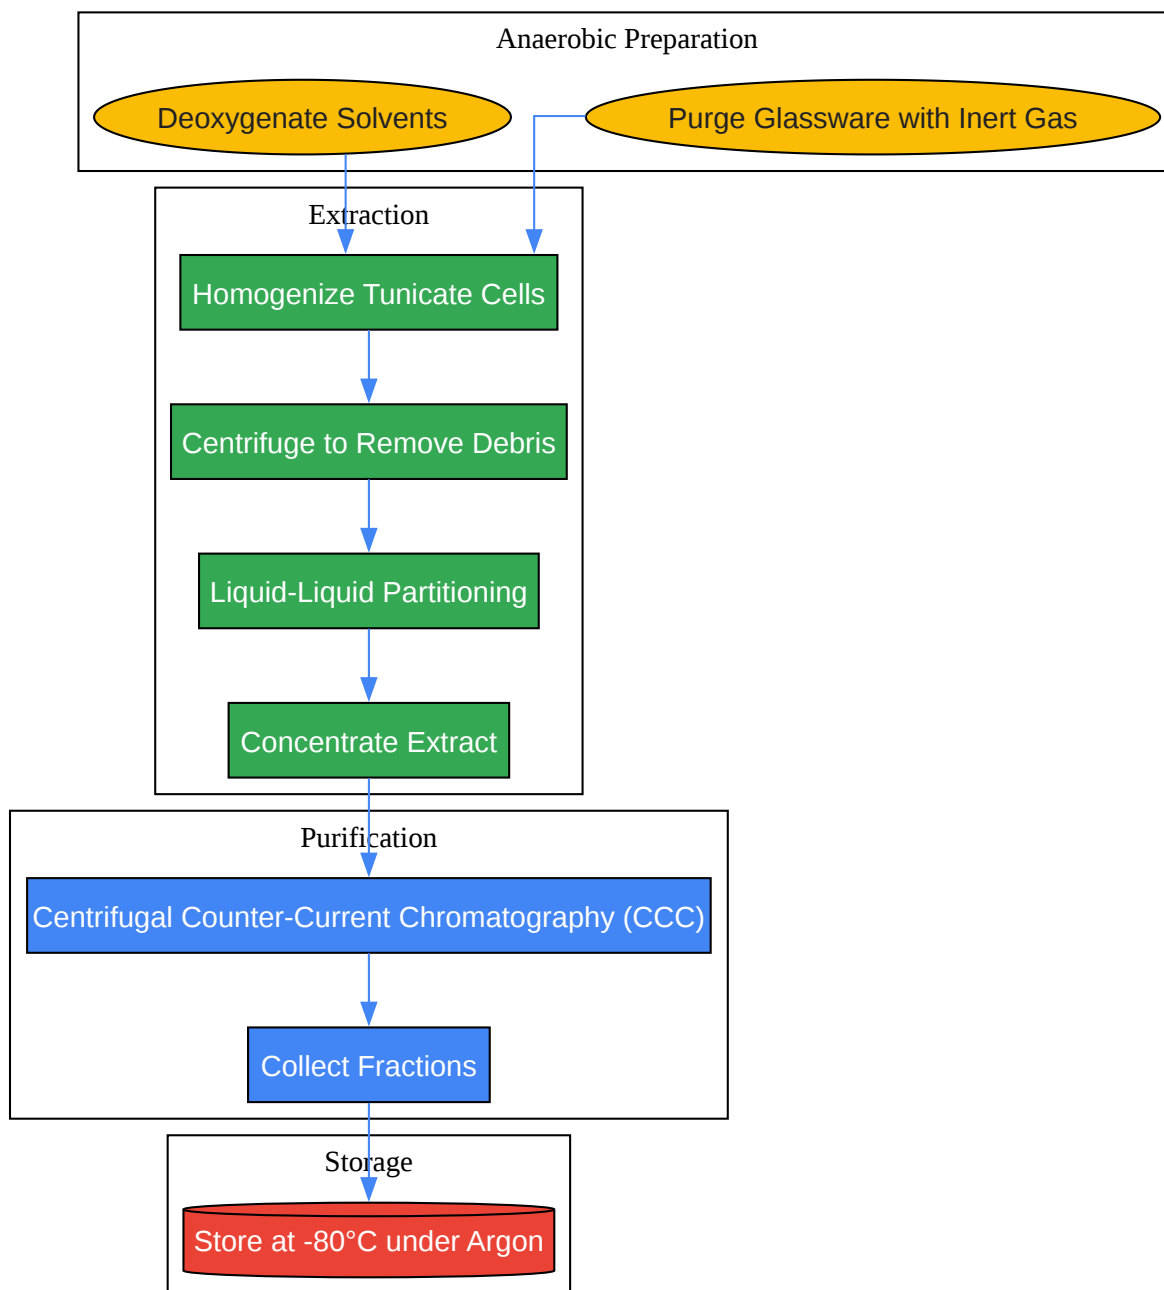 Anaerobic Preparation
Deoxygenate Solvents
Purge Glassware with Inert Gas
Extraction
Homogenize Tunicate Cells
Centrifuge to Remove Debris
Liquid-Liquid Partitioning
Concentrate Extract
Purification
Centrifugal Counter-Current Chromatography (CCC)
Collect Fractions
Storage
Store at -80°C under Argon